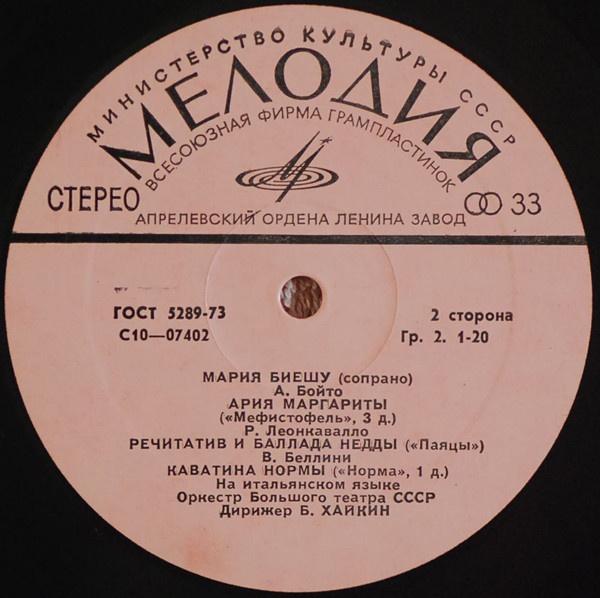 МИНИСТЕРСТВО КУЛЬТУРЫ СССР
МЕЛОДИЯ
ВСЕСОЮЗНАЯ ФИРМА ГРАМПЛАСТИНОК
СТЕРЕО
33
АПРЕЛЕВСКИЙ ОРДЕНА ЛЕНИНА ЗАВОД
ГОСТ 5289-73
2 сторона
С10—07402
Гр. 2. 1-20
МАРИЯ БИЕШУ (сопрано)
А. Бойто
АРИЯ МАРГАРИТЫ
(«Мефистофель», 3 д.)
Р. Леонкавалло
РЕЧИТАТИВ И БАЛЛАДА НЕДДЫ («Паяцы»)
В. Беллини
КАВАТИНА НОРМЫ («Норма», 1 д.)
На итальянском языке
Оркестр Большого театра СССР
Дирижер Б. ХАЙКИН